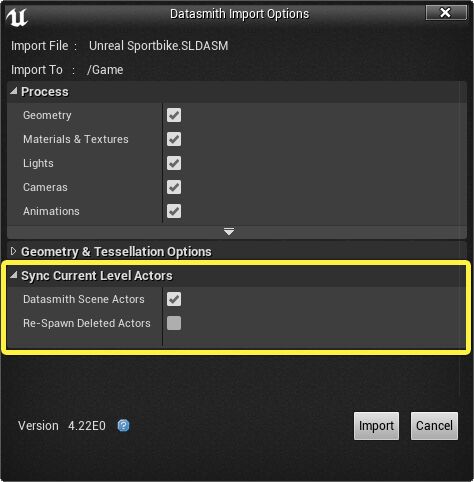 Datasmith Import Options
Import File : Unreal Sportbike.SLDASM
Import To : /Game
Process
Geometry
Materials & Textures
Lights
Cameras
Animations
Geometry & Tessellation Options
Sync Current Level Actors
Datasmith Scene Actors
Re-Spawn Deleted Actors
Version 4.22E0 ? Import Cancel